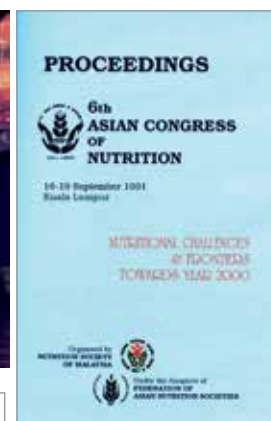 PROCEEDINGS
6th
ASIAN CONGRESS
OF
NUTRITION
16-19 September 1991
Kuala Lumpur
NUTRITIONAL CHALLENGES
& FRONTIERS
TOWARDS YEAR 2000
Organised by
NUTRITION SOCIETY
OF MALAYSIA
Under the Auspices of
FEDERATION OF
ASIAN NUTRITION SOCIETIES